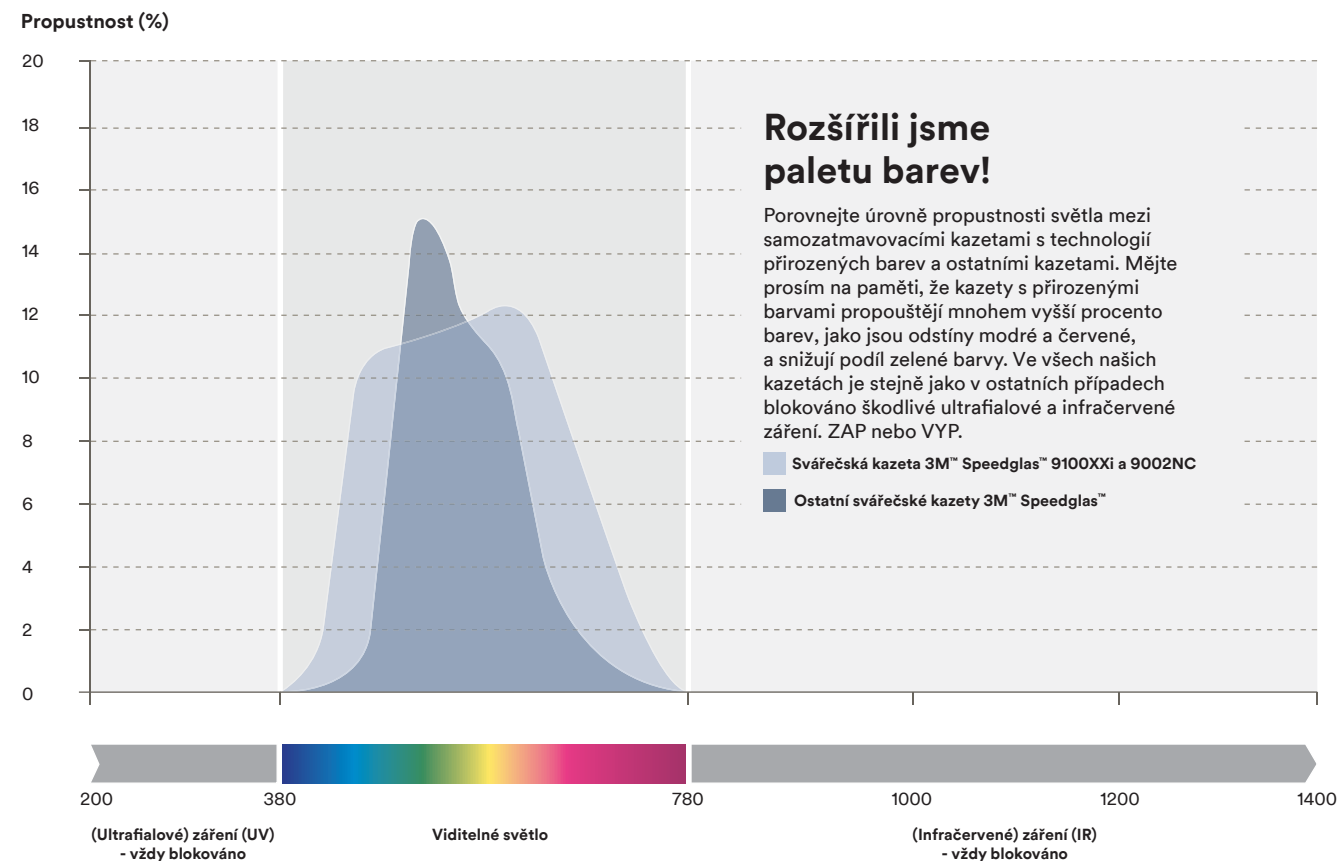 Propustnost (%)
20
18
16
14
12
10
8
6
4
2
0
Rozšířili jsme
paletu barev!
Porovnejte úrovně propustnosti světla mezi
samozatmavovacími kazetami s technologií
přirozených barev a ostatními kazetami. Mějte
prosím na paměti, že kazety s přirozenými
barvami propouštějí mnohem vyšší procento
barev, jako jsou odstíny modré a červené,
a snižují podíl zelené barvy. Ve všech našich
kazetách je stejně jako v ostatních případech
blokováno škodlivé ultrafialové a infračervené
záření. ZAP nebo VYP.
Svářečská kazeta 3M™ Speedglas™ 9100XXi a 9002NC
Ostatní svářečské kazety 3M™ Speedglas™
200 380 780 1000 1200 1400
(Ultrafialové) záření (UV)
- vždy blokováno
Viditelné světlo
(Infračervené) záření (IR)
- vždy blokováno